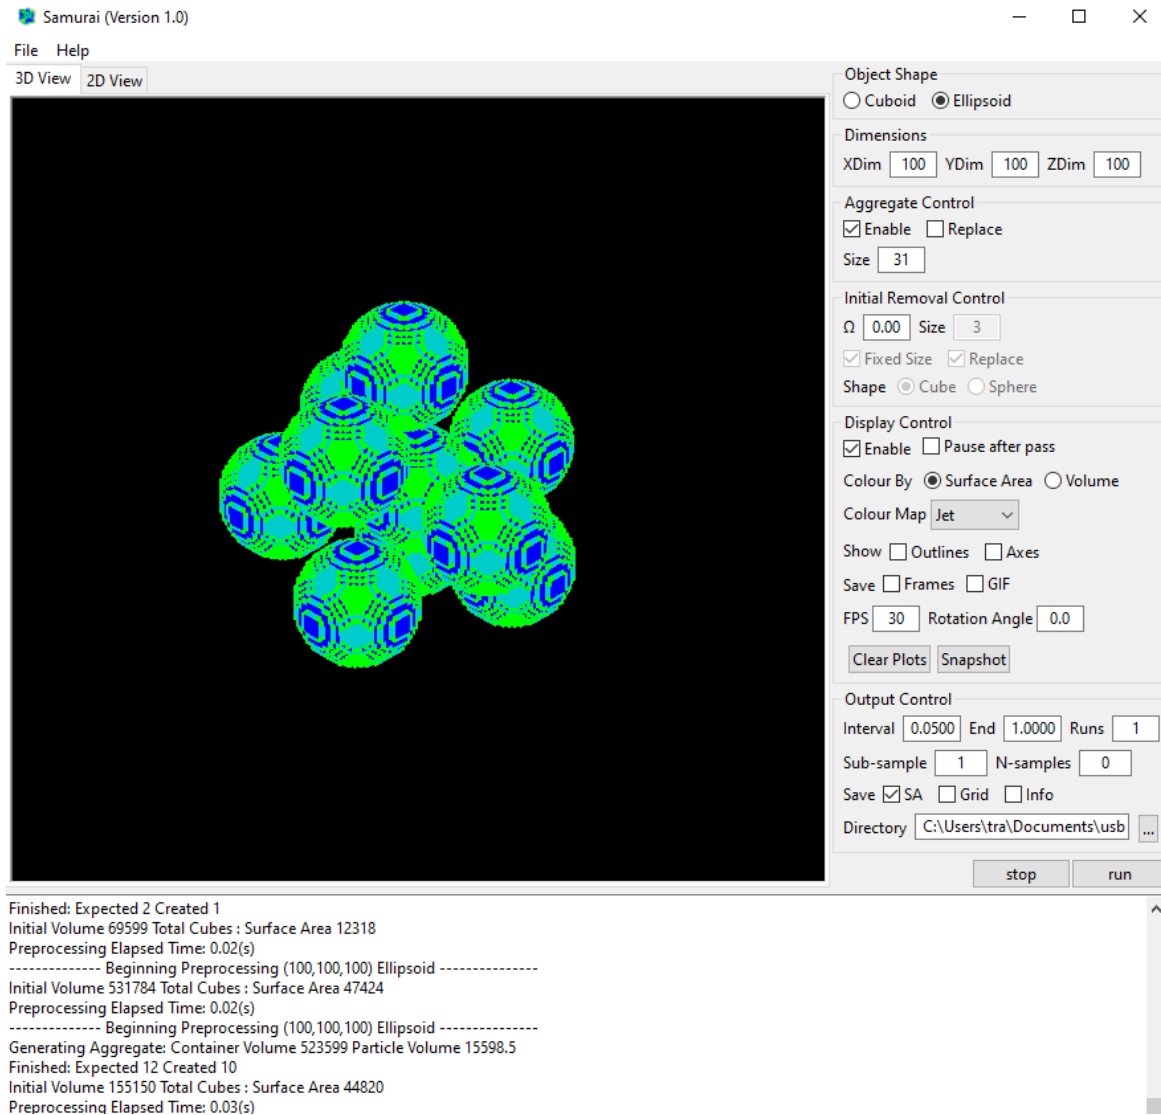 Samurai (Version 1.0)
File Help
3D View 2D View
Object Shape
Cuboid Ellipsoid
Dimensions
XDim 100 YDim 100 ZDim 100
Aggregate Control
Enable Replace
Size 31
Initial Removal Control
Ω 0.00 Size 3
Fixed Size Replace
Shape Cube Sphere
Display Control
Enable Pause after pass
Colour By Surface Area Volume
Colour Map Jet
Show Outlines Axes
Save Frames GIF
FPS 30 Rotation Angle 0.0
Clear Plots Snapshot
Output Control
Interval 0.0500 End 1.0000 Runs 1
Sub-sample 1 N-samples 0
Save SA Grid Info
Directory C:\Users\tra\Documents\usb ...
stop run
Finished: Expected 2 Created 1
Initial Volume 69599 Total Cubes : Surface Area 12318
Preprocessing Elapsed Time: 0.02(s)
-------------- Beginning Preprocessing (100,100,100) Ellipsoid ---------------
Initial Volume 531784 Total Cubes : Surface Area 47424
Preprocessing Elapsed Time: 0.02(s)
-------------- Beginning Preprocessing (100,100,100) Ellipsoid ---------------
Generating Aggregate: Container Volume 523599 Particle Volume 15598.5
Finished: Expected 12 Created 10
Initial Volume 155150 Total Cubes : Surface Area 44820
Preprocessing Elapsed Time: 0.03(s)